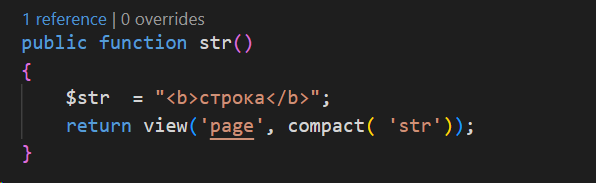 1 reference | 0 overrides
public function str()
{
    $str  = "<b>строка</b>";
    return view('page', compact( 'str'));
}